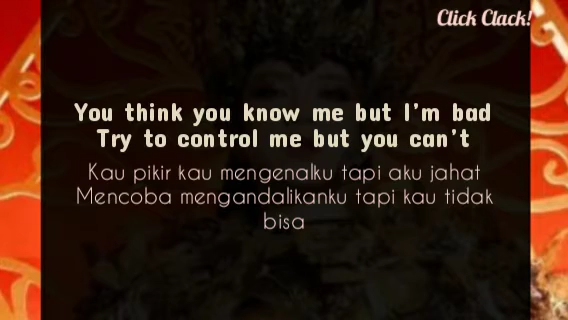 Click Clack!
You think you know me but I'm bad
Try to control me but you can't
Kau pikir kau mengenalku tapi aku jahat
Mencoba mengandalikanku tapi kau tidak
bisa